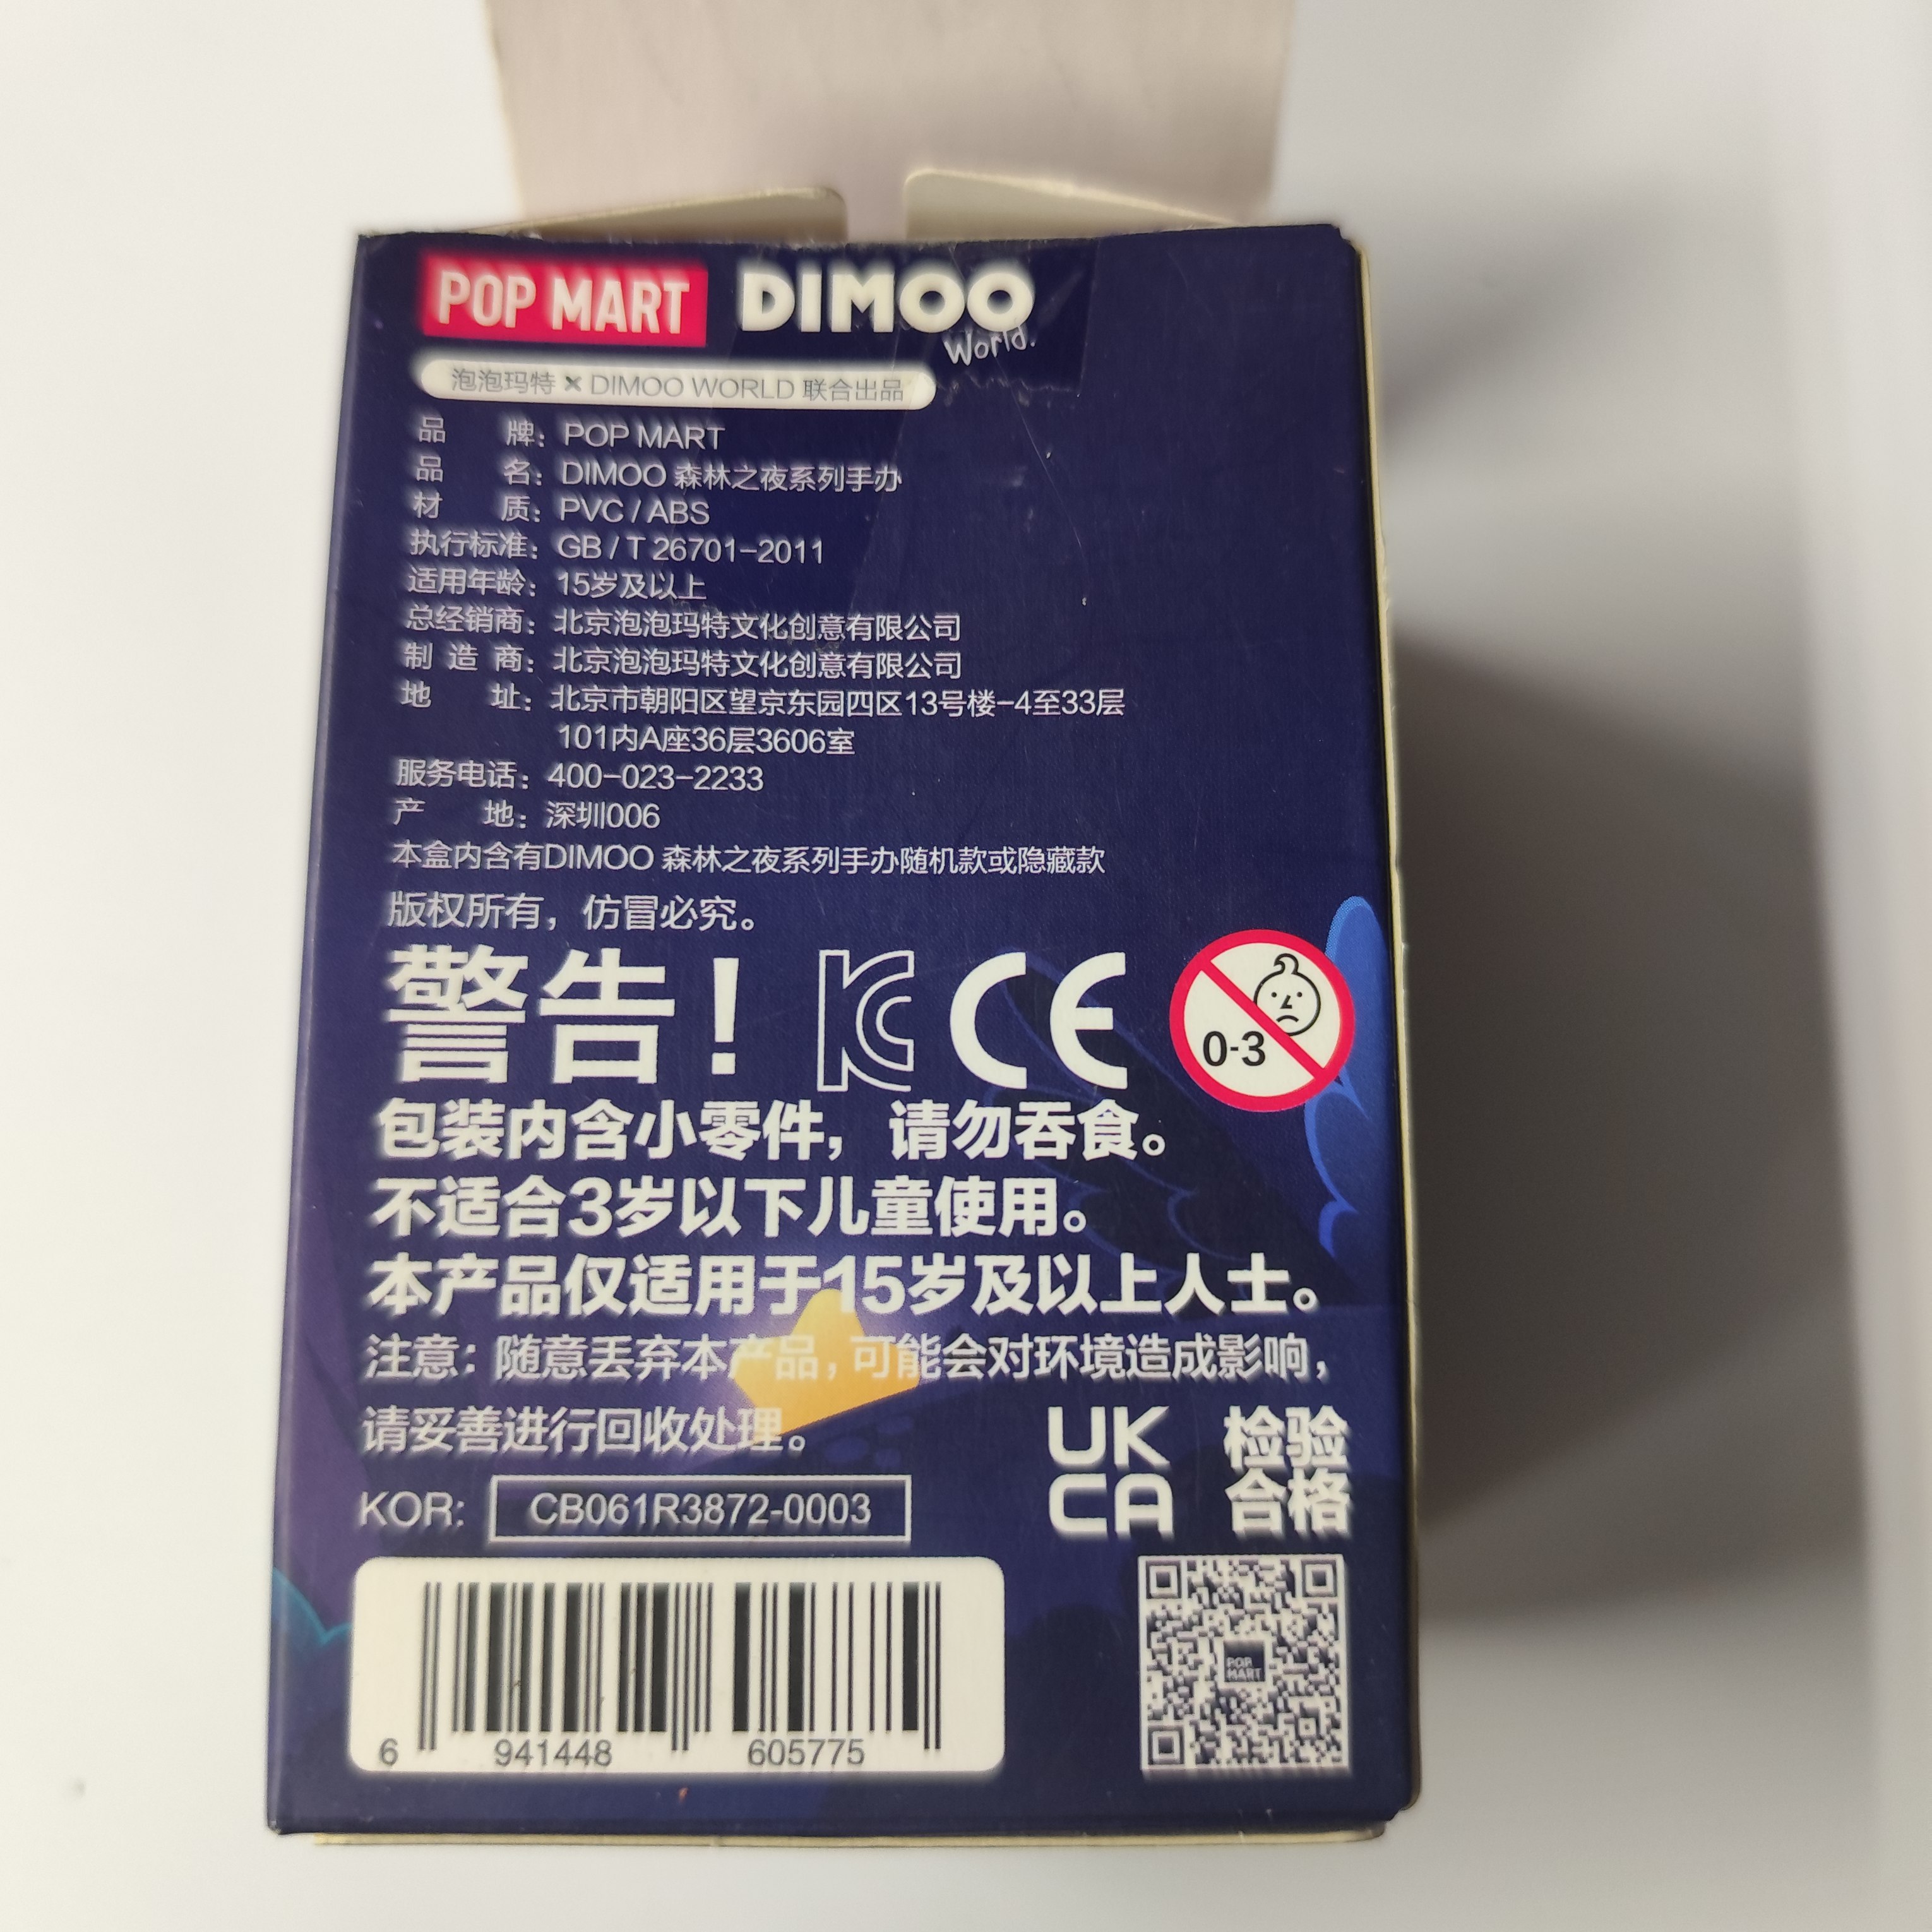 POP MART DIMOO
World.
泡泡玛特 × DIMOO WORLD 联合出品
品 牌：POP MART
品 名：DIMOO 森林之夜系列手办
材 质：PVC / ABS
执行标准：GB / T 26701-2011
适用年龄：15岁及以上
总经销商：北京泡泡玛特文化创意有限公司
制 造 商：北京泡泡玛特文化创意有限公司
地 址：北京市朝阳区望京东园四区13号楼-4至33层
101内A座36层3606室
服务电话：400-023-2233
产 地：深圳006
本盒内含有DIMOO 森林之夜系列手办随机款或隐藏款
版权所有，仿冒必究。
警告！ KC CE
0-3
包装内含小零件，请勿吞食。
不适合3岁以下儿童使用。
本产品仅适用于15岁及以上人士。
注意：随意丢弃本产品，可能会对环境造成影响，
请妥善进行回收处理。
UK 检验
CA 合格
KOR: CB061R3872-0003
POP
MART
6 941448 605775